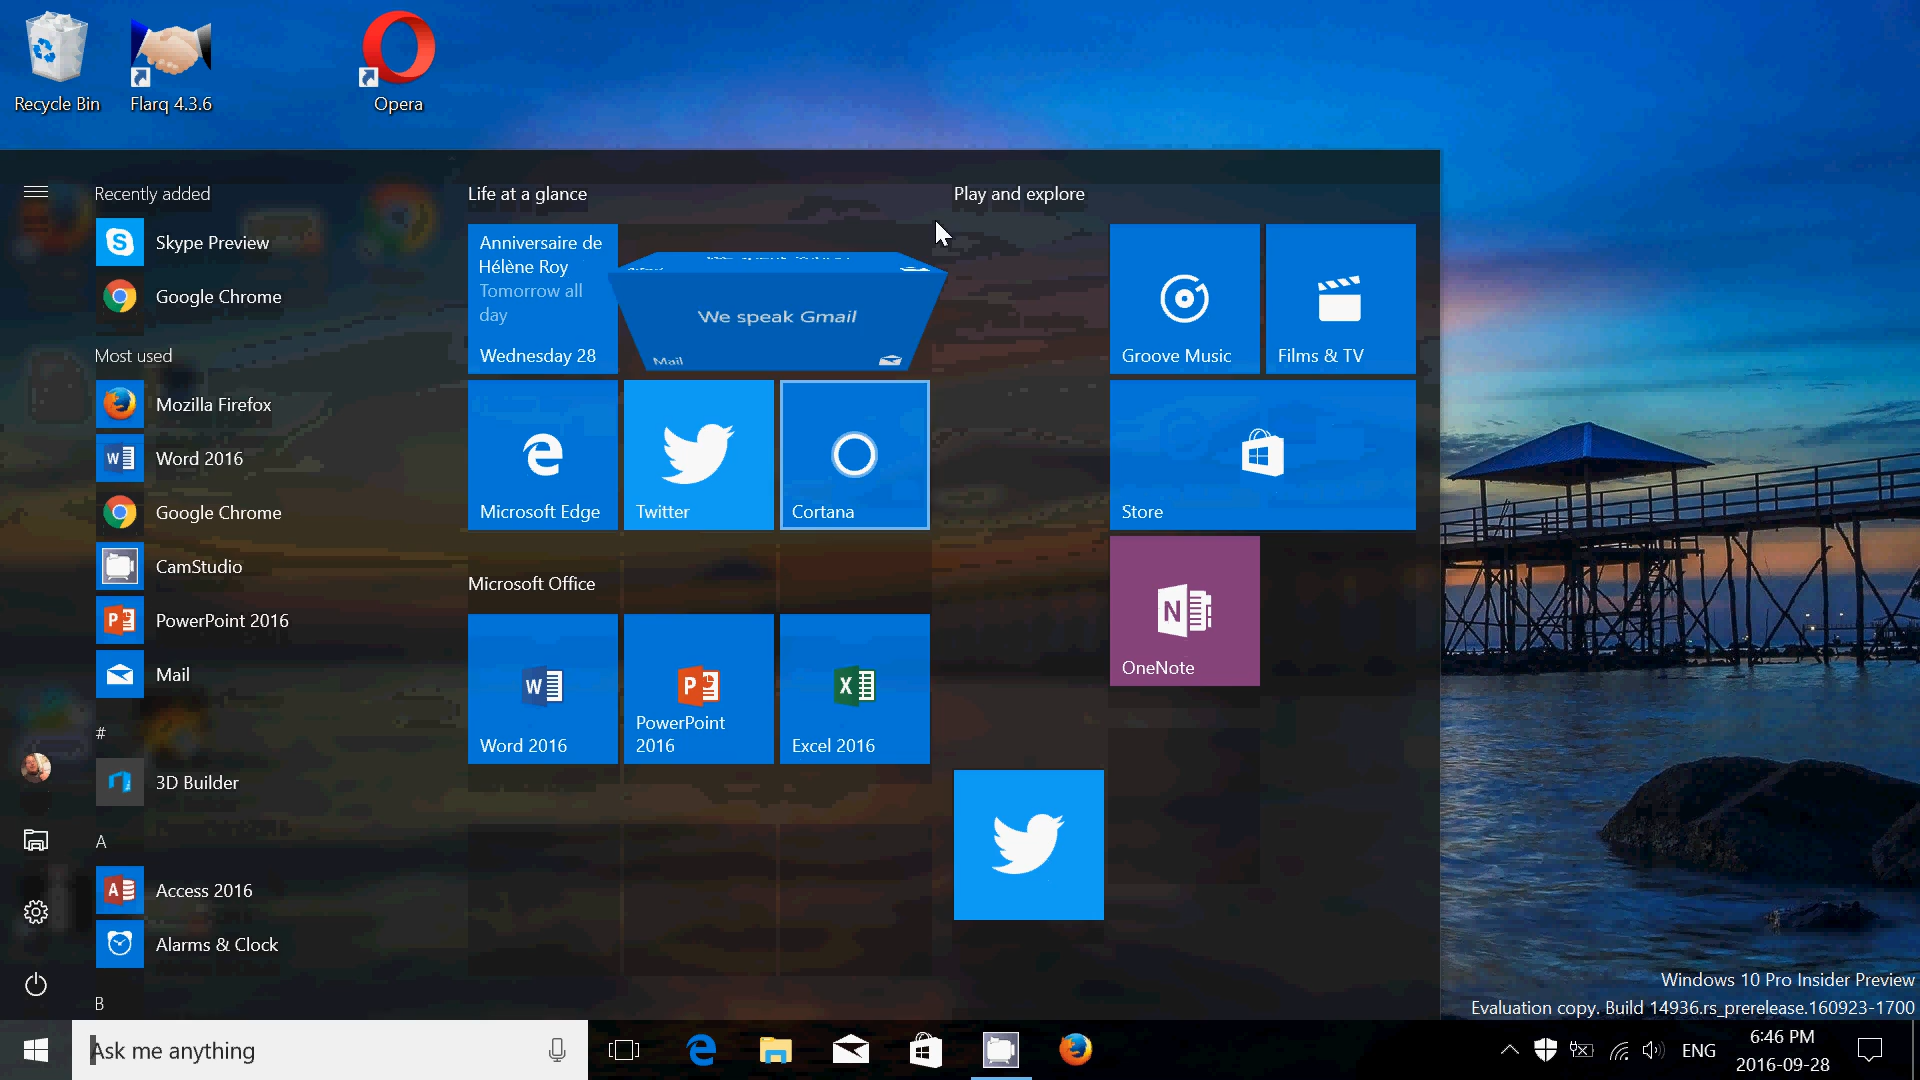 Recycle Bin
Flarq 4.3.6
Opera
Recently added
Skype Preview
Google Chrome
Most used
Mozilla Firefox
Word 2016
Google Chrome
CamStudio
PowerPoint 2016
Mail
#
3D Builder
A
Access 2016
Alarms & Clock
B
Life at a glance
Anniversaire de
Hélène Roy
Tomorrow all
day
Wednesday 28
We speak Gmail
Mail
Microsoft Edge
Twitter
Cortana
Microsoft Office
Word 2016
PowerPoint
2016
Excel 2016
Play and explore
Groove Music
Films & TV
Store
OneNote
Windows 10 Pro Insider Preview
Evaluation copy. Build 14936.rs_prerelease.160923-1700
Ask me anything
ENG
6:46 PM
2016-09-28